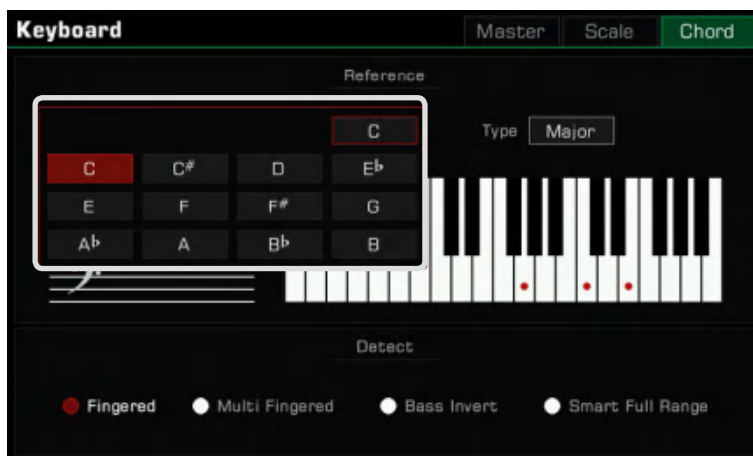 Keyboard Master Scale Chord
Reference
C Type Major
C C# D E♭
E F F# G
A♭ A B♭ B
Detect
Fingered Multi Fingered Bass Invert Smart Full Range